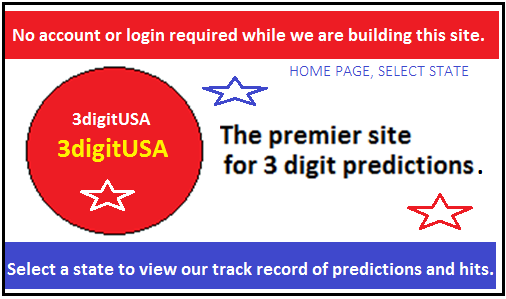 No account or login required while we are building this site.
HOME PAGE, SELECT STATE
3digitUSA
3digitUSA
The premier site
for 3 digit predictions.
Select a state to view our track record of predictions and hits.